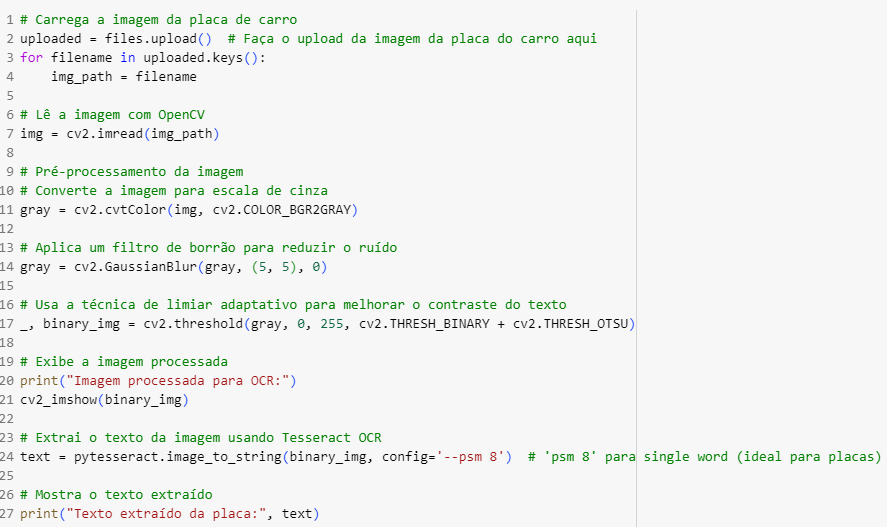 1 # Carrega a imagem da placa de carro
2 uploaded = files.upload()  # Faça o upload da imagem da placa do carro aqui
3 for filename in uploaded.keys():
4     img_path = filename
5
6 # Lê a imagem com OpenCV
7 img = cv2.imread(img_path)
8
9 # Pré-processamento da imagem
10 # Converte a imagem para escala de cinza
11 gray = cv2.cvtColor(img, cv2.COLOR_BGR2GRAY)
12
13 # Aplica um filtro de borrão para reduzir o ruído
14 gray = cv2.GaussianBlur(gray, (5, 5), 0)
15
16 # Usa a técnica de limiar adaptativo para melhorar o contraste do texto
17 _, binary_img = cv2.threshold(gray, 0, 255, cv2.THRESH_BINARY + cv2.THRESH_OTSU)
18
19 # Exibe a imagem processada
20 print("Imagem processada para OCR:")
21 cv2_imshow(binary_img)
22
23 # Extrai o texto da imagem usando Tesseract OCR
24 text = pytesseract.image_to_string(binary_img, config='--psm 8')  # 'psm 8' para single word (ideal para placas)
25
26 # Mostra o texto extraído
27 print("Texto extraído da placa:", text)